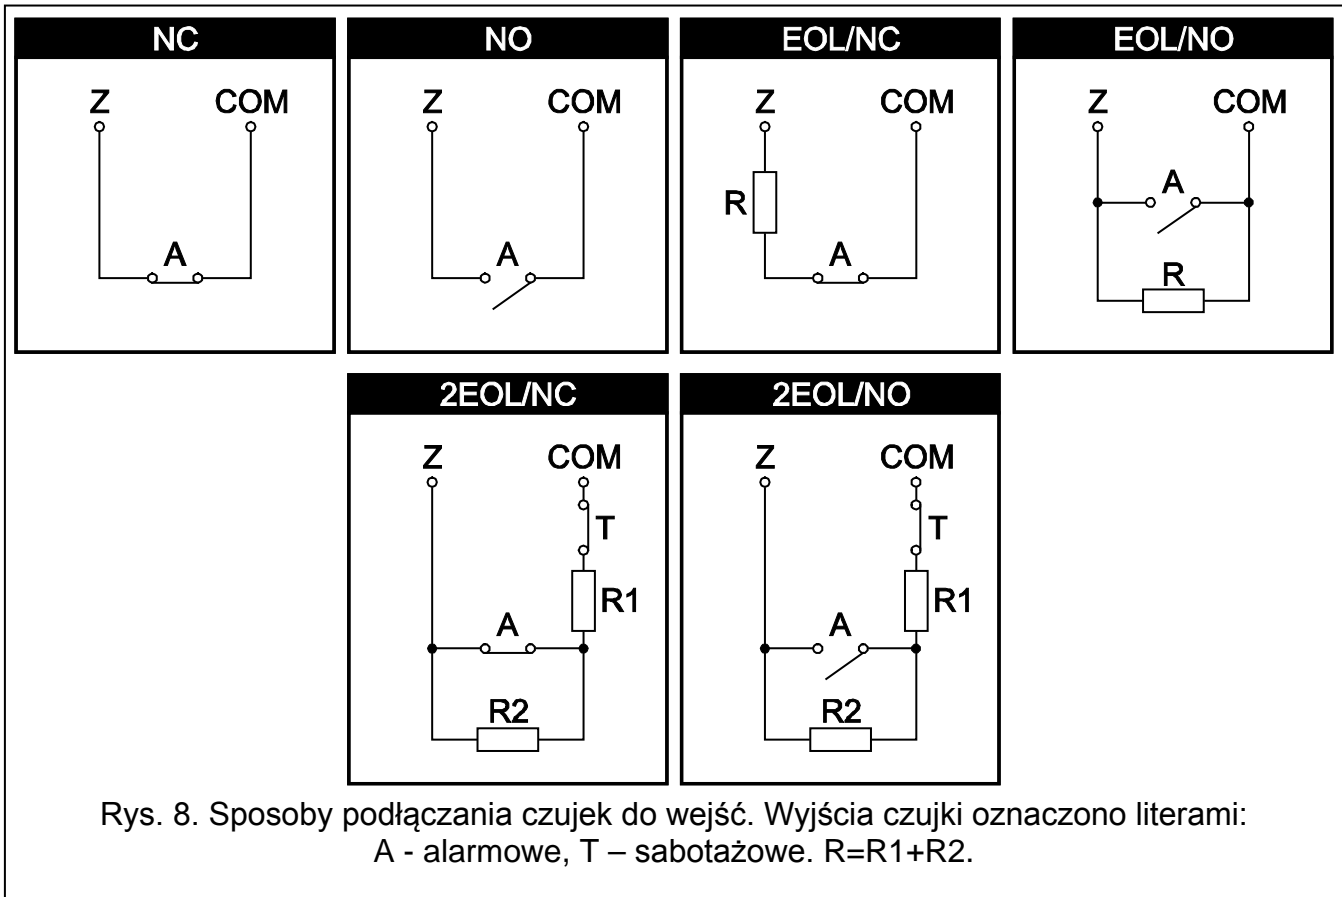 NC
Z COM
A
NO
Z COM
A
EOL/NC
Z COM
R
A
EOL/NO
Z COM
A
R
2EOL/NC
Z COM
T
R1
A
R2
2EOL/NO
Z COM
T
R1
A
R2
Rys. 8. Sposoby podłączania czujek do wejść. Wyjścia czujki oznaczono literami:
A - alarmowe, T – sabotażowe. R=R1+R2.